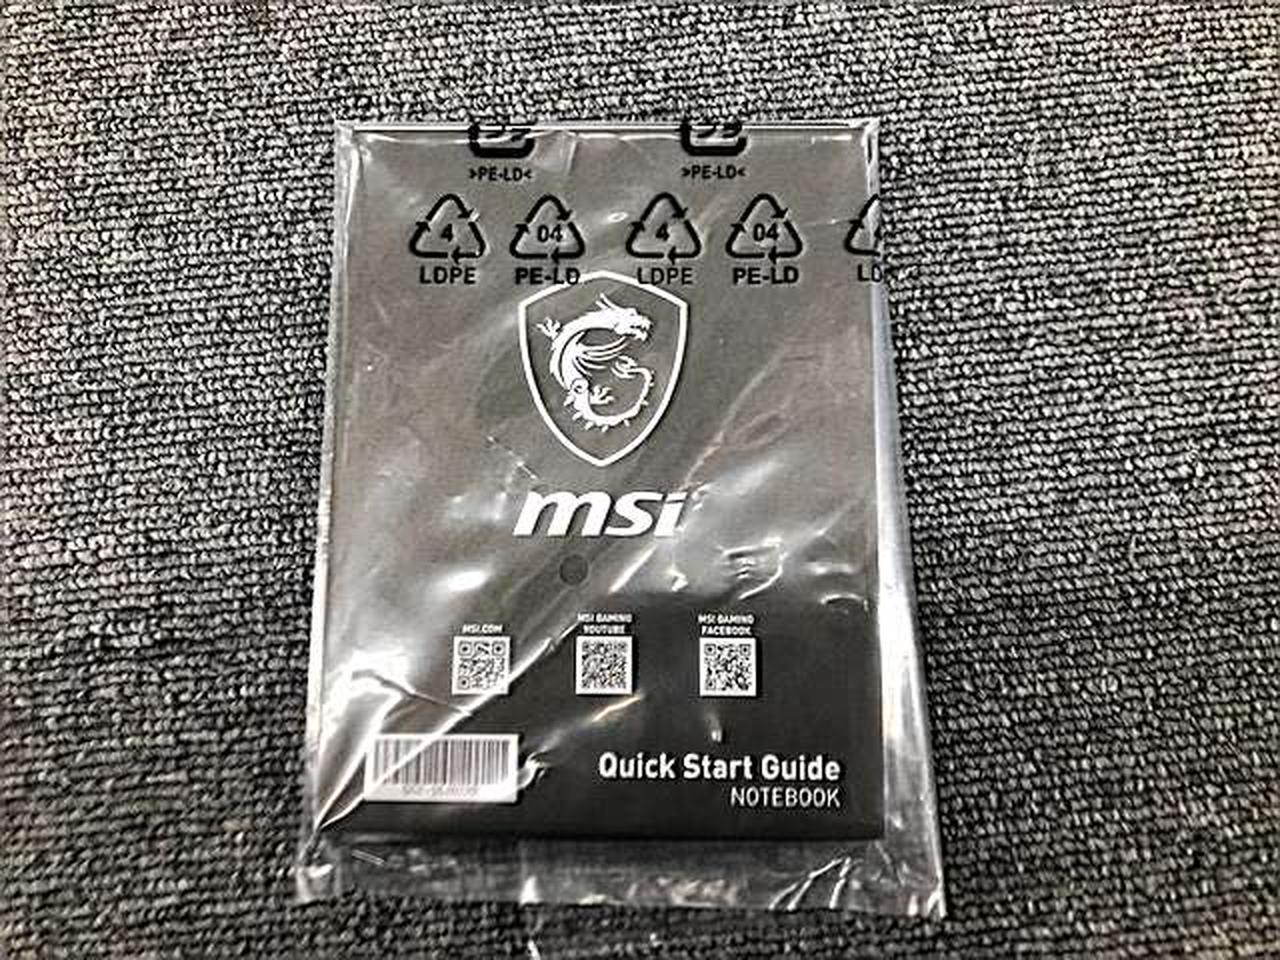 >PE-LD< >PE-LD<
4 04 4 04
LDPE PE-LD LDPE PE-LD LD
msi
MSI.COM
MSI GAMING
YOUTUBE
MSI GAMING
FACEBOOK
Quick Start Guide
NOTEBOOK